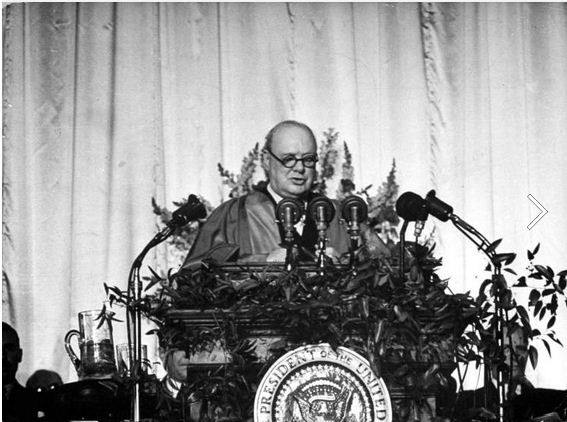 PRESIDENT OF THE UNITED